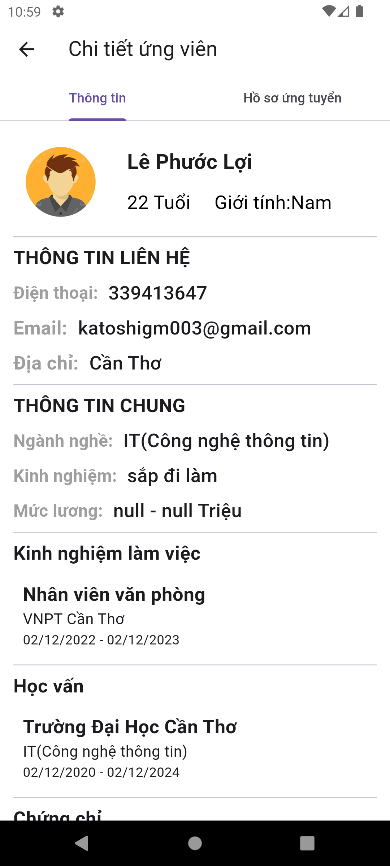 10:59
Chi tiết ứng viên
Thông tin
Hồ sơ ứng tuyển
Lê Phước Lợi
22 Tuổi Giới tính:Nam
THÔNG TIN LIÊN HỆ
Điện thoại: 339413647
Email: katoshigm003@gmail.com
Địa chỉ: Cần Thơ
THÔNG TIN CHUNG
Ngành nghề: IT(Công nghệ thông tin)
Kinh nghiệm: sắp đi làm
Mức lương: null - null Triệu
Kinh nghiệm làm việc
Nhân viên văn phòng
VNPT Cần Thơ
02/12/2022 - 02/12/2023
Học vấn
Trường Đại Học Cần Thơ
IT(Công nghệ thông tin)
02/12/2020 - 02/12/2024
Chứng chỉ